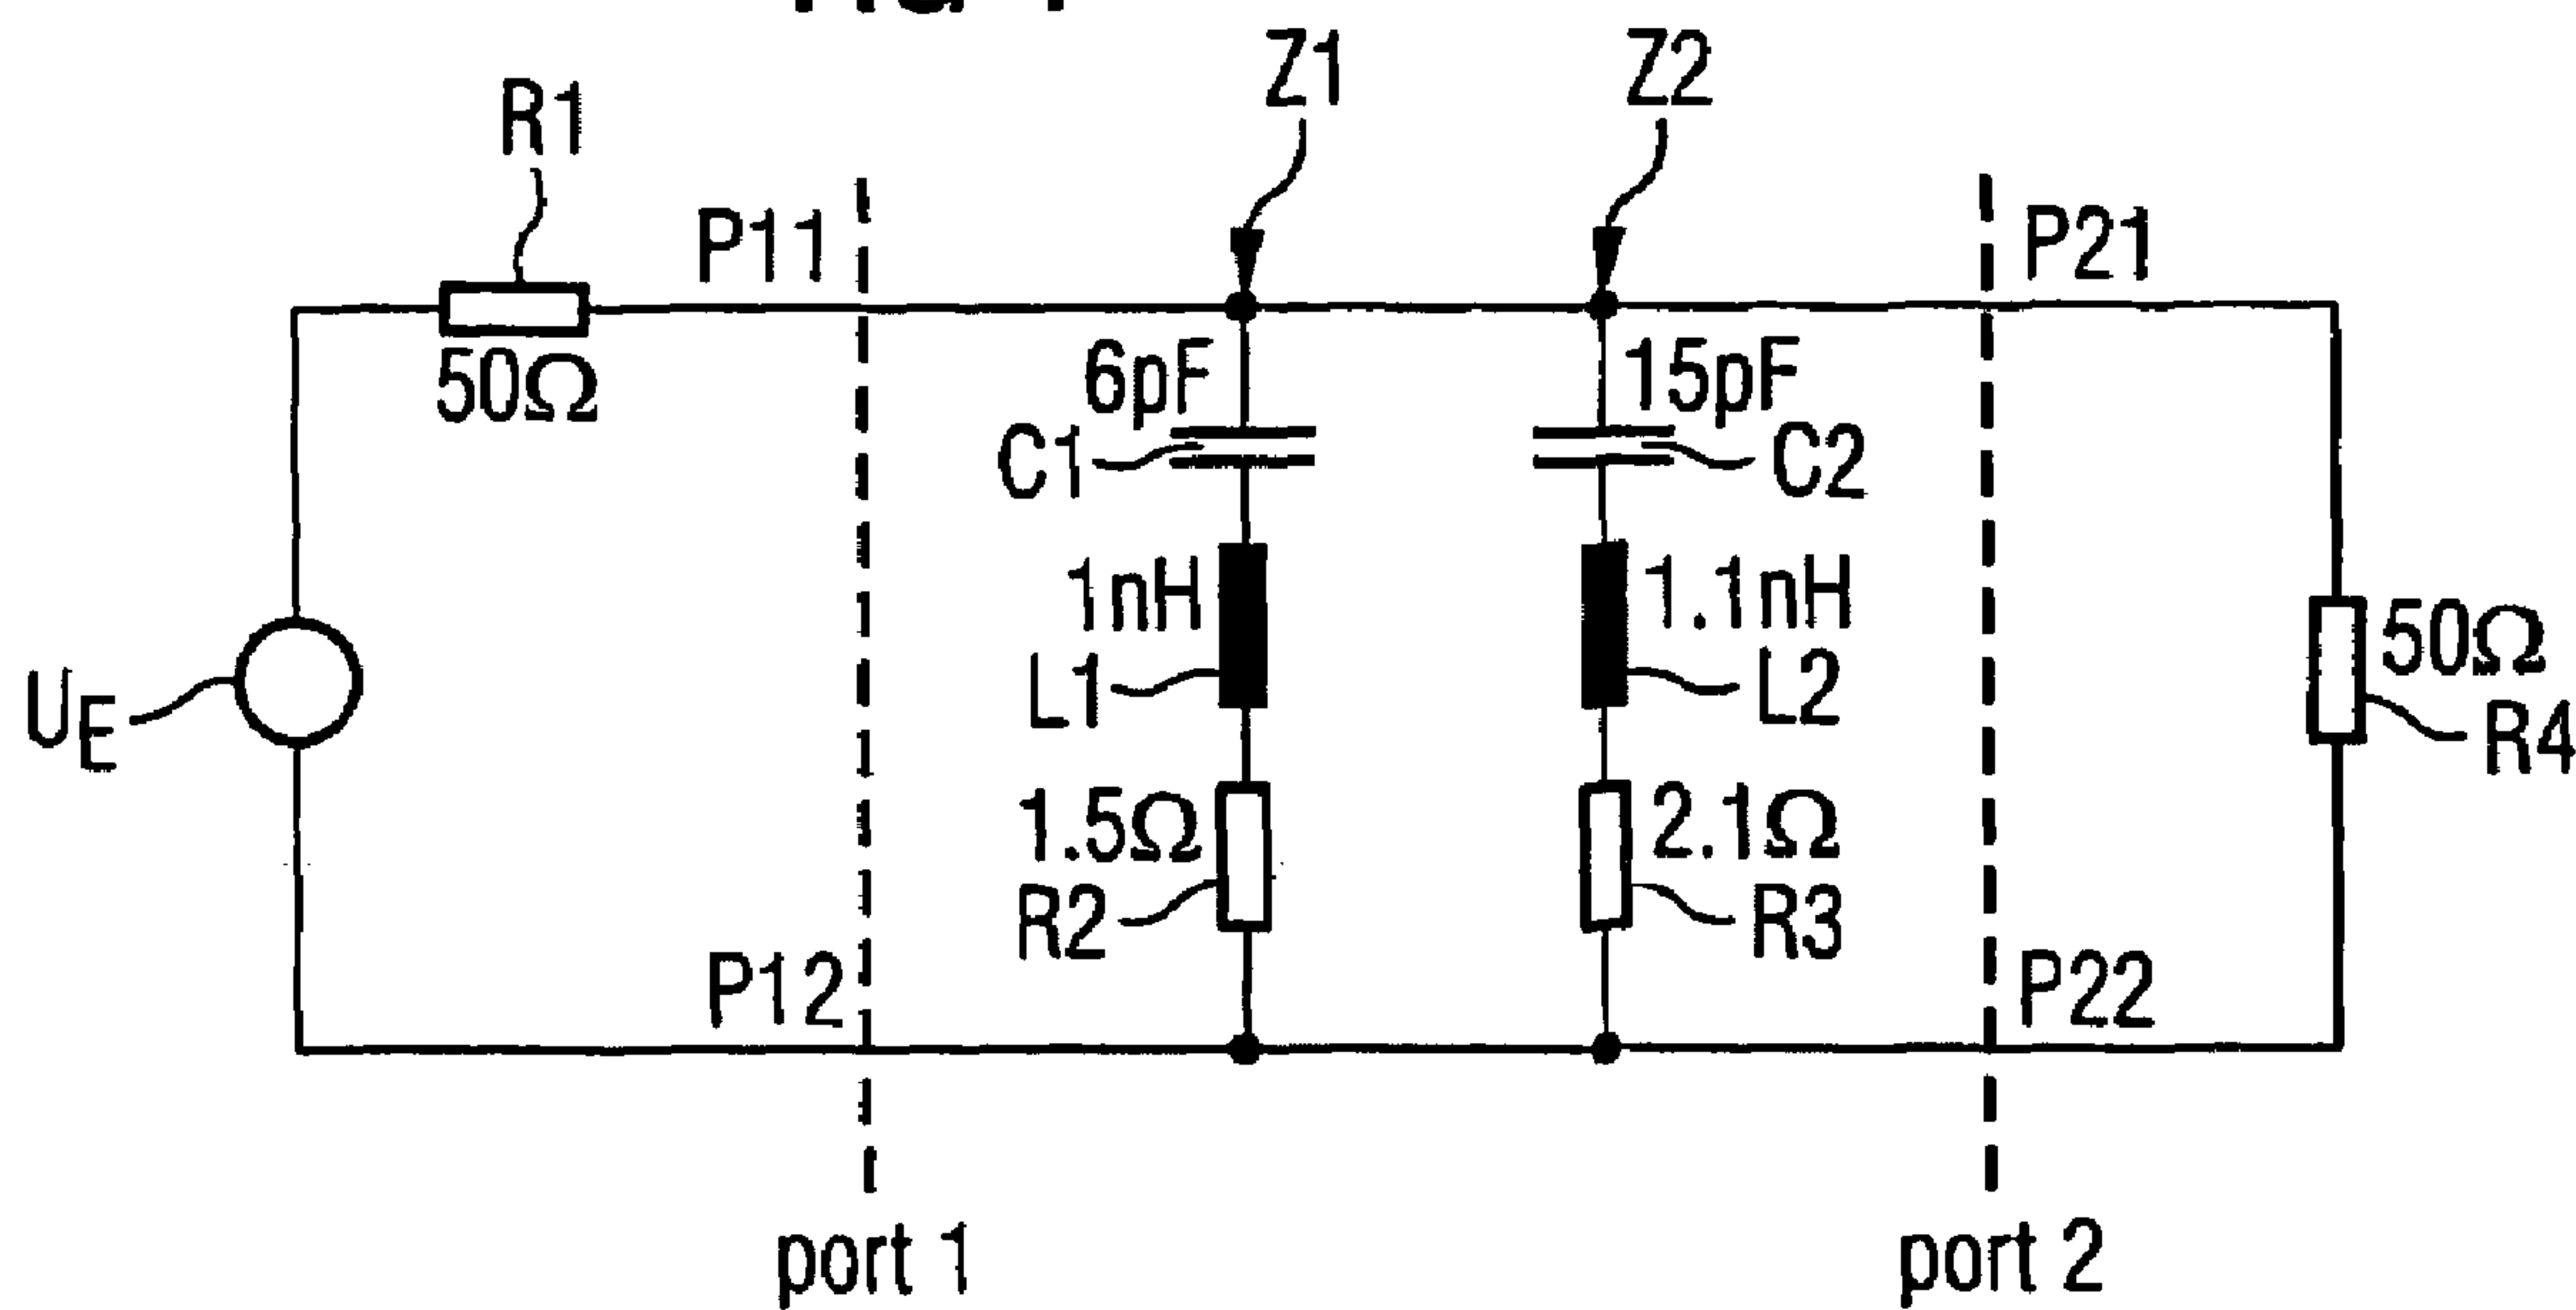 Z1
Z2
R1
P11
P21
50Ω
6pF
15pF
C1
C2
1nH
1.1nH
50Ω
L1
L2
UE
R4
1.5Ω
2.1Ω
R2
R3
P12
P22
port 1
port 2